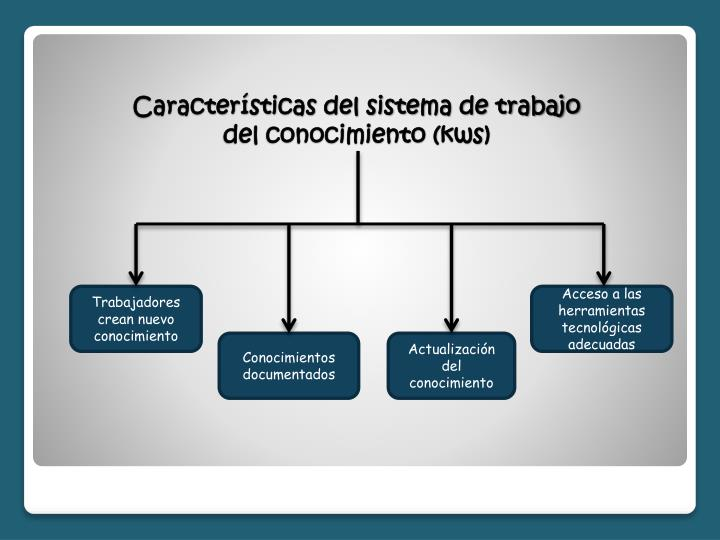 Características del sistema de trabajo
del conocimiento (kws)
Trabajadores
crean nuevo
conocimiento
Conocimientos
documentados
Actualización
del
conocimiento
Acceso a las
herramientas
tecnológicas
adecuadas